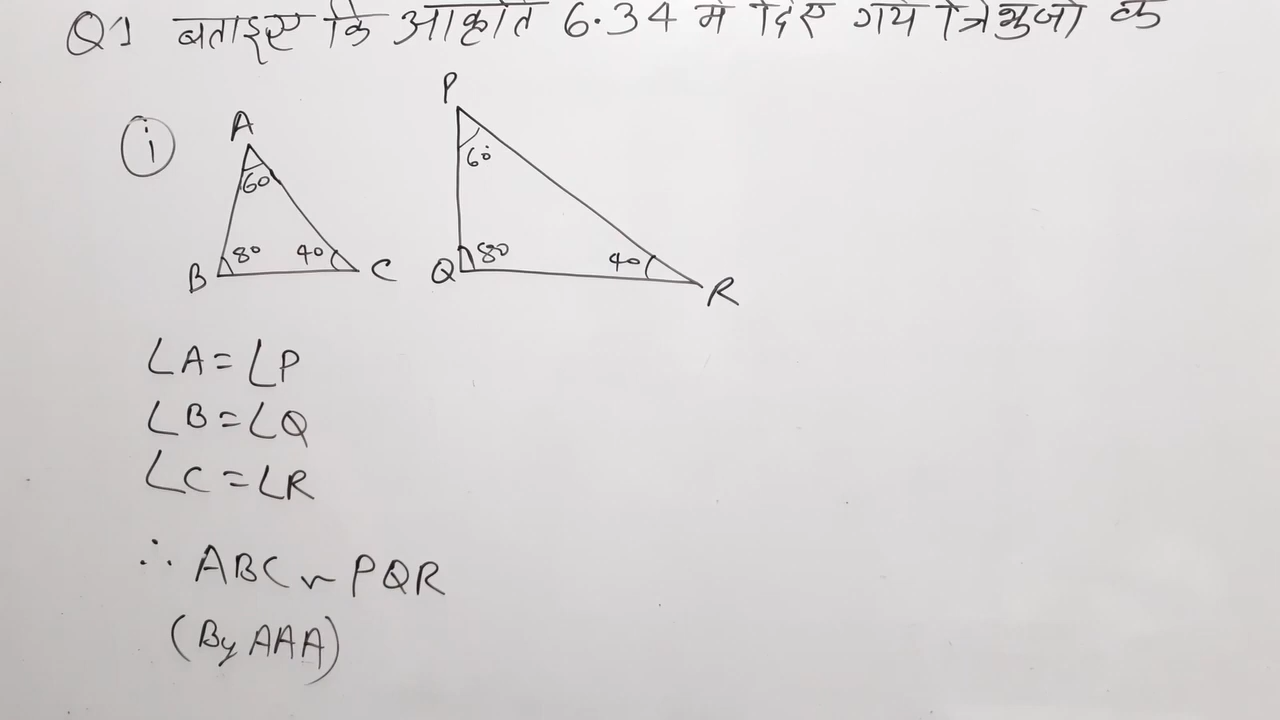 Q1 बताइए कि आकृति 6.34 में दिए गये त्रिभुजों के
i
A
60
B
80
40
C
P
60
Q
80
40
R
∠A=∠P
∠B=∠Q
∠C=∠R
∴ ABC ~ PQR
(By AAA)